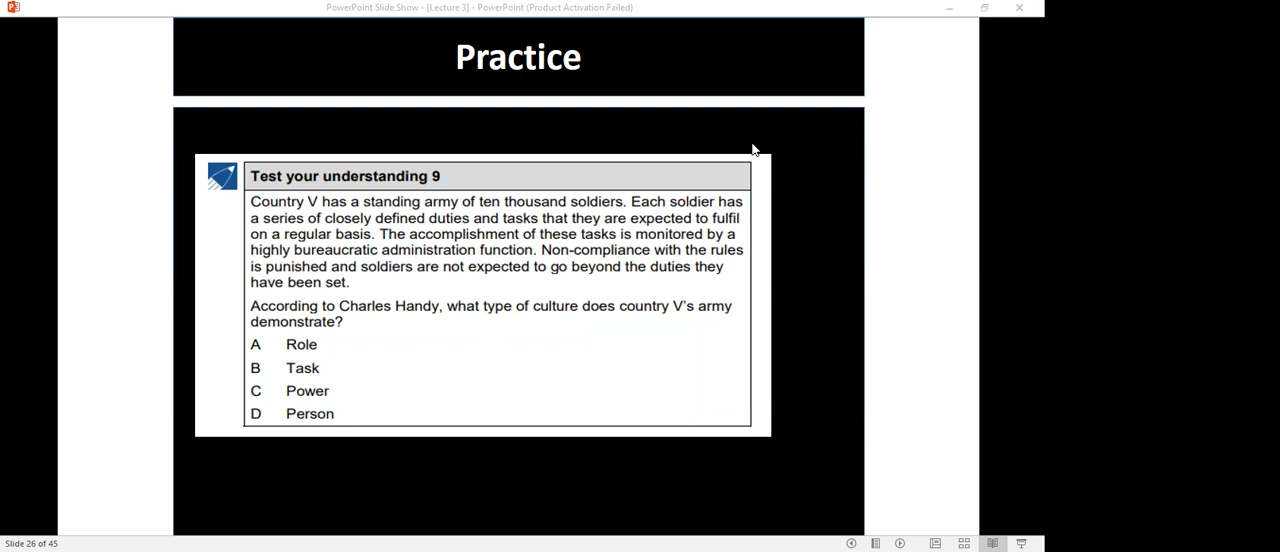 PowerPoint Slide Show - [Lecture 3] - PowerPoint (Product Activation Failed)
Practice
Test your understanding 9
Country V has a standing army of ten thousand soldiers. Each soldier has
a series of closely defined duties and tasks that they are expected to fulfil
on a regular basis. The accomplishment of these tasks is monitored by a
highly bureaucratic administration function. Non-compliance with the rules
is punished and soldiers are not expected to go beyond the duties they
have been set.
According to Charles Handy, what type of culture does country V's army
demonstrate?
A Role
B Task
C Power
D Person
Slide 26 of 45